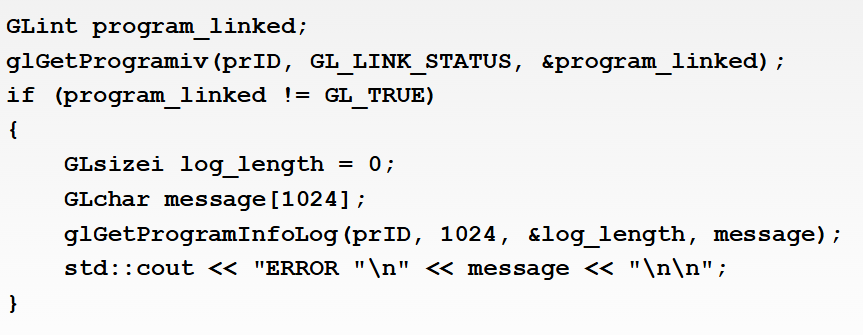 GLint program_linked;
glGetProgramiv(prID, GL_LINK_STATUS, &program_linked);
if (program_linked != GL_TRUE)
{
    GLsizei log_length = 0;
    GLchar message[1024];
    glGetProgramInfoLog(prID, 1024, &log_length, message);
    std::cout << "ERROR "\n" << message << "\n\n";
}